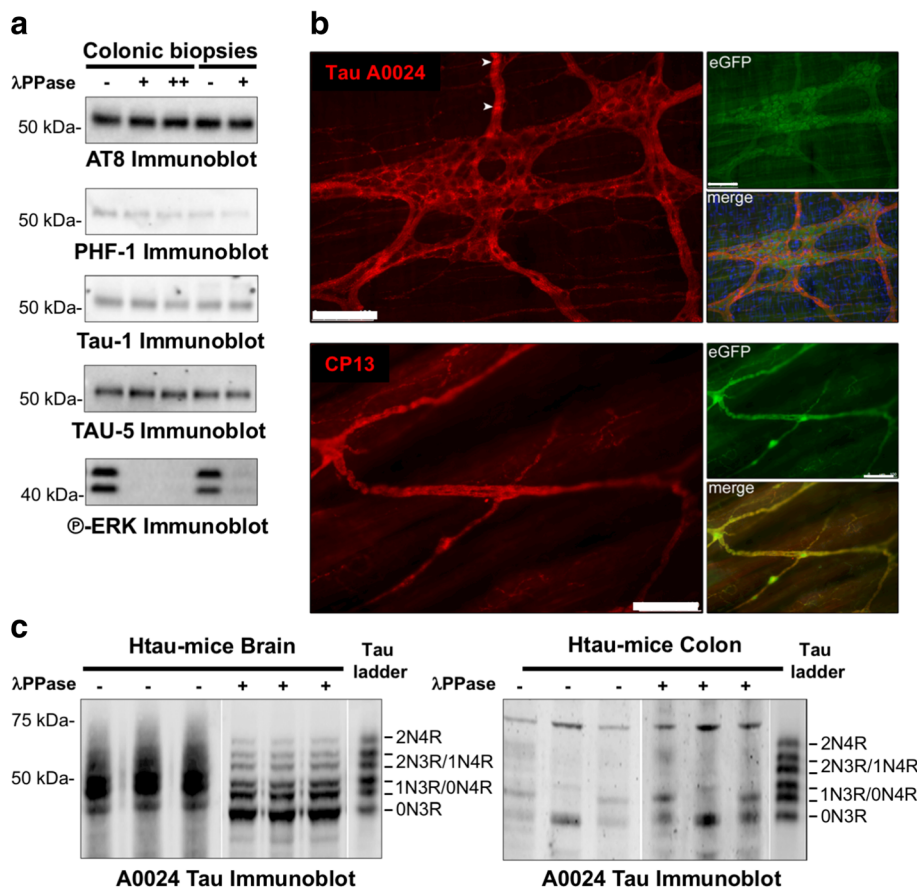 a
Colonic biopsies
λPPase - + ++ - +
50 kDa-
AT8 Immunoblot
50 kDa-
PHF-1 Immunoblot
50 kDa-
Tau-1 Immunoblot
50 kDa-
TAU-5 Immunoblot
40 kDa-
Ⓟ-ERK Immunoblot
b
Tau A0024
eGFP
merge
CP13
eGFP
merge
c
Htau-mice Brain
Tau
ladder
λPPase - - - + + +
75 kDa-
50 kDa-
2N4R
2N3R/1N4R
1N3R/0N4R
0N3R
A0024 Tau Immunoblot
Htau-mice Colon
Tau
ladder
λPPase - - - + + +
2N4R
2N3R/1N4R
1N3R/0N4R
0N3R
A0024 Tau Immunoblot